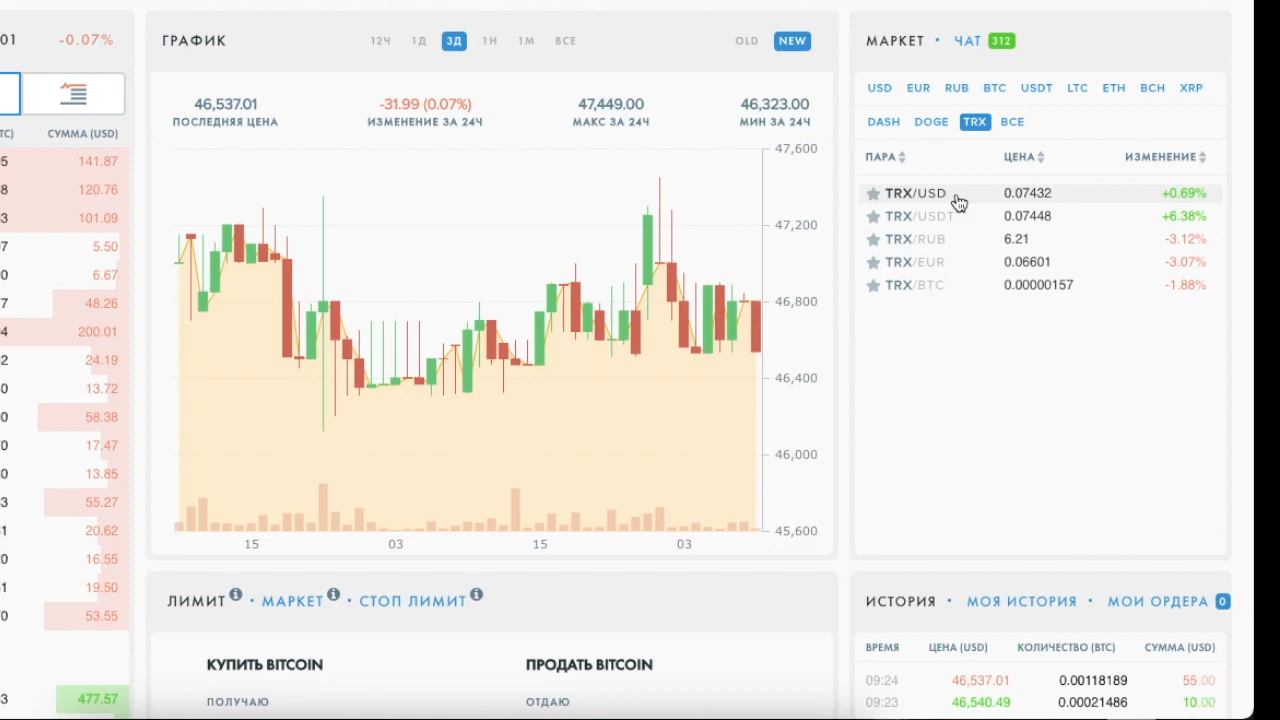 01 -0.07%
TC) СУММА (USD)
5 141.87
8 120.76
3 101.09
7 5.50
0 6.67
7 48.26
4 200.01
2 24.19
0 13.72
0 58.38
70 17.47
30 13.85
3 55.27
1 20.62
20 16.55
1 19.50
70 53.55
3 477.57
ГРАФИК 12Ч 1Д 3Д 1Н 1М ВСЕ OLD NEW
46,537.01 -31.99 (0.07%) 47,449.00 46,323.00
ПОСЛЕДНЯЯ ЦЕНА ИЗМЕНЕНИЕ ЗА 24Ч МАКС ЗА 24Ч МИН ЗА 24Ч
47,600
47,200
46,800
46,400
46,000
45,600
15 03 15 03
ЛИМИТ • МАРКЕТ • СТОП ЛИМИТ
КУПИТЬ BITCOIN ПРОДАТЬ BITCOIN
ПОЛУЧАЮ ОТДАЮ
МАРКЕТ • ЧАТ 312
USD EUR RUB BTC USDT LTC ETH BCH XRP
DASH DOGE TRX ВСЕ
ПАРА ЦЕНА ИЗМЕНЕНИЕ
TRX/USD 0.07432 +0.69%
TRX/USDT 0.07448 +6.38%
TRX/RUB 6.21 -3.12%
TRX/EUR 0.06601 -3.07%
TRX/BTC 0.00000157 -1.88%
ИСТОРИЯ • МОЯ ИСТОРИЯ • МОИ ОРДЕРА 0
ВРЕМЯ ЦЕНА (USD) КОЛИЧЕСТВО (BTC) СУММА (USD)
09:24 46,537.01 0.00118189 55.00
09:23 46,540.49 0.00021486 10.00